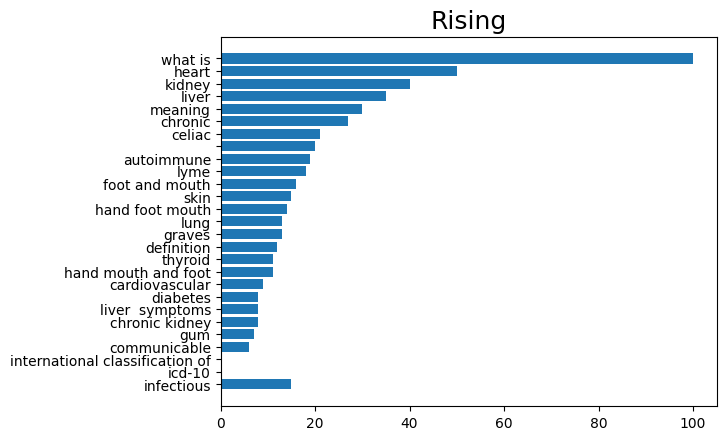 Rising
what is
heart
kidney
liver
meaning
chronic
celiac
autoimmune
lyme
foot and mouth
skin
hand foot mouth
lung
graves
definition
thyroid
hand mouth and foot
cardiovascular
diabetes
liver  symptoms
chronic kidney
gum
communicable
international classification of
icd-10
infectious
0 20 40 60 80 100